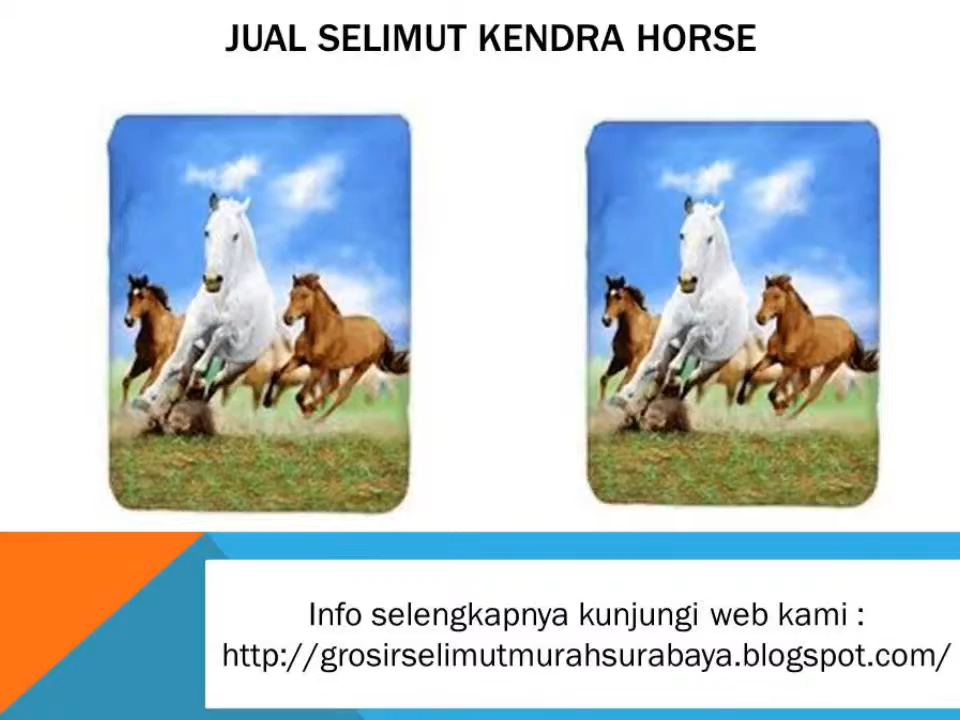 JUAL SELIMUT KENDRA HORSE
Info selengkapnya kunjungi web kami :
http://grosirselimutmurahsurabaya.blogspot.com/